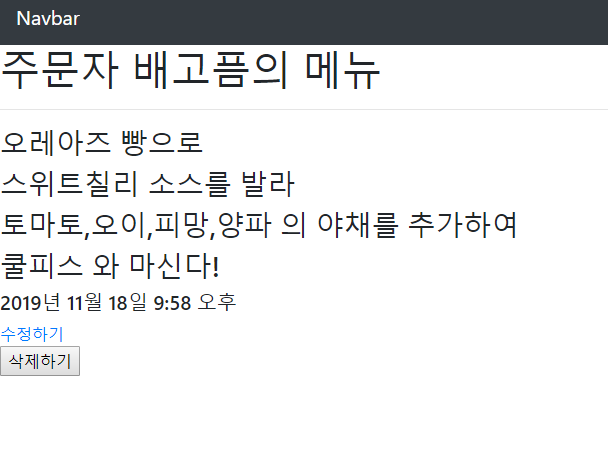 Navbar
주문자 배고픔의 메뉴
오레아즈 빵으로
스위트칠리 소스를 발라
토마토,오이,피망,양파 의 야채를 추가하여
쿨피스 와 마신다!
2019년 11월 18일 9:58 오후
수정하기
삭제하기